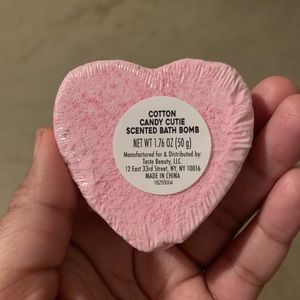 COTTON
CANDY CUTIE
SCENTED BATH BOMB
NET WT 1.76 OZ (50 g)
Manufactured for & Distributed by:
Taste Beauty, LLC.
12 East 33rd Street, NY, NY 10016
MADE IN CHINA
18255004